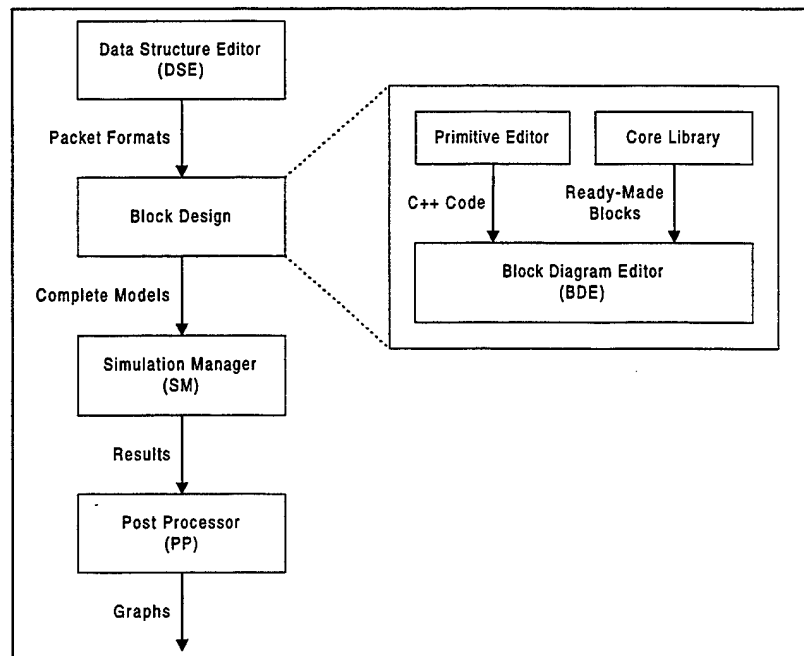 Data Structure Editor
(DSE)
Packet Formats
Block Design
Complete Models
Simulation Manager
(SM)
Results
Post Processor
(PP)
Graphs
Primitive Editor
Core Library
C++ Code
Ready-Made
Blocks
Block Diagram Editor
(BDE)